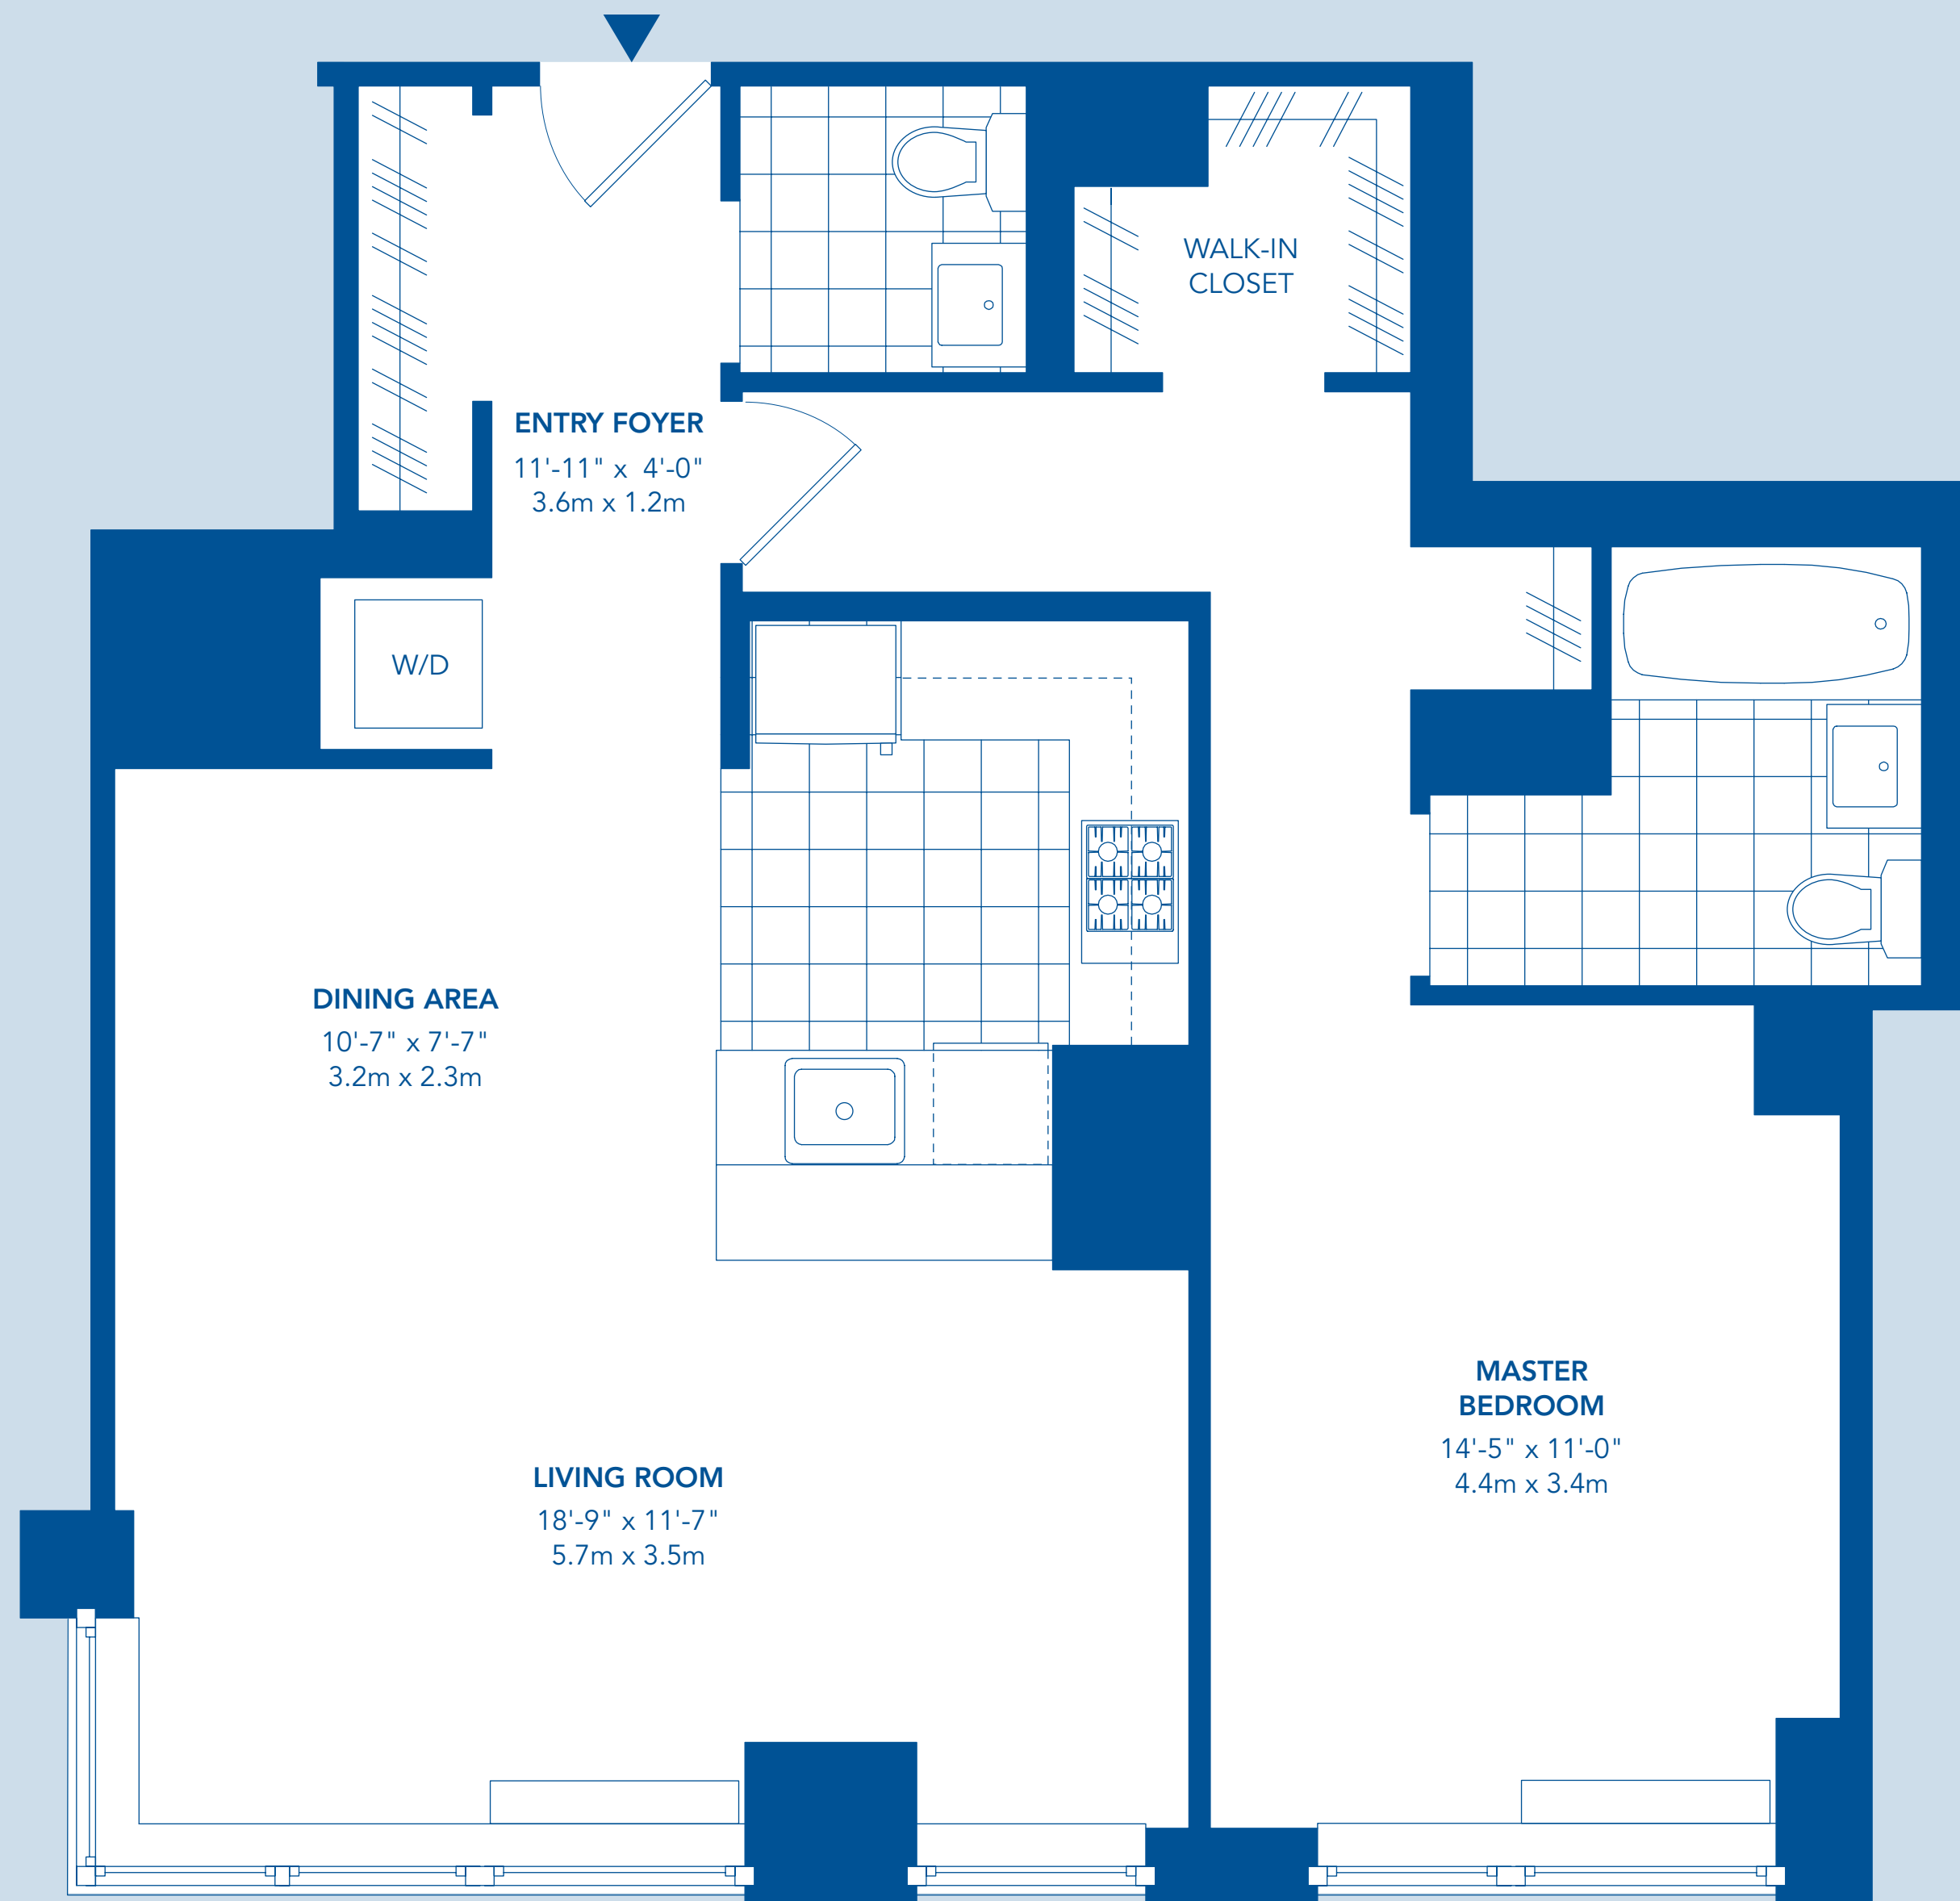 WALK-IN
CLOSET
ENTRY FOYER
11'-11" x 4'-0"
3.6m x 1.2m
W/D
DINING AREA
10'-7" x 7'-7"
3.2m x 2.3m
MASTER
BEDROOM
14'-5" x 11'-0"
4.4m x 3.4m
LIVING ROOM
18'-9" x 11'-7"
5.7m x 3.5m